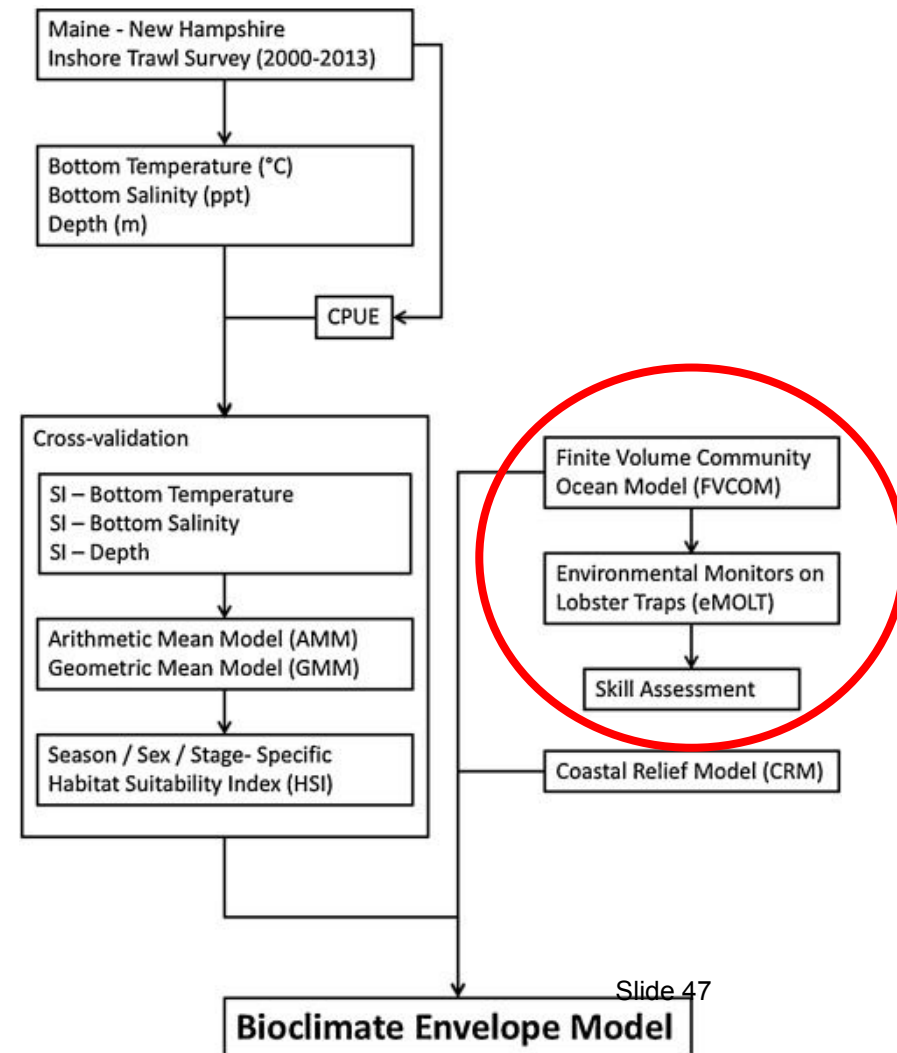 Maine - New Hampshire
Inshore Trawl Survey (2000-2013)
Bottom Temperature (°C)
Bottom Salinity (ppt)
Depth (m)
CPUE
Cross-validation
SI – Bottom Temperature
SI – Bottom Salinity
SI – Depth
Arithmetic Mean Model (AMM)
Geometric Mean Model (GMM)
Season / Sex / Stage- Specific
Habitat Suitability Index (HSI)
Finite Volume Community
Ocean Model (FVCOM)
Environmental Monitors on
Lobster Traps (eMOLT)
Skill Assessment
Coastal Relief Model (CRM)
Slide 47
Bioclimate Envelope Model